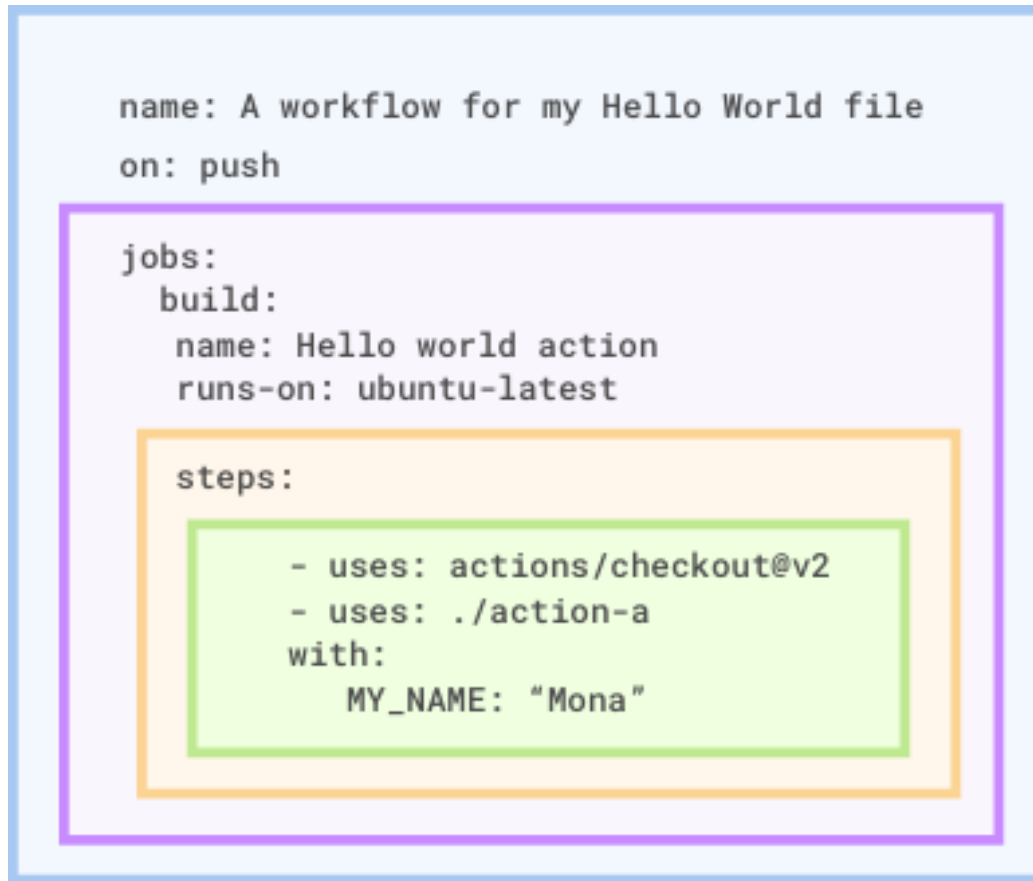 name: A workflow for my Hello World file
on: push
jobs:
build:
name: Hello world action
runs-on: ubuntu-latest
steps:
- uses: actions/checkout@v2
- uses: ./action-a
with:
MY_NAME: “Mona”